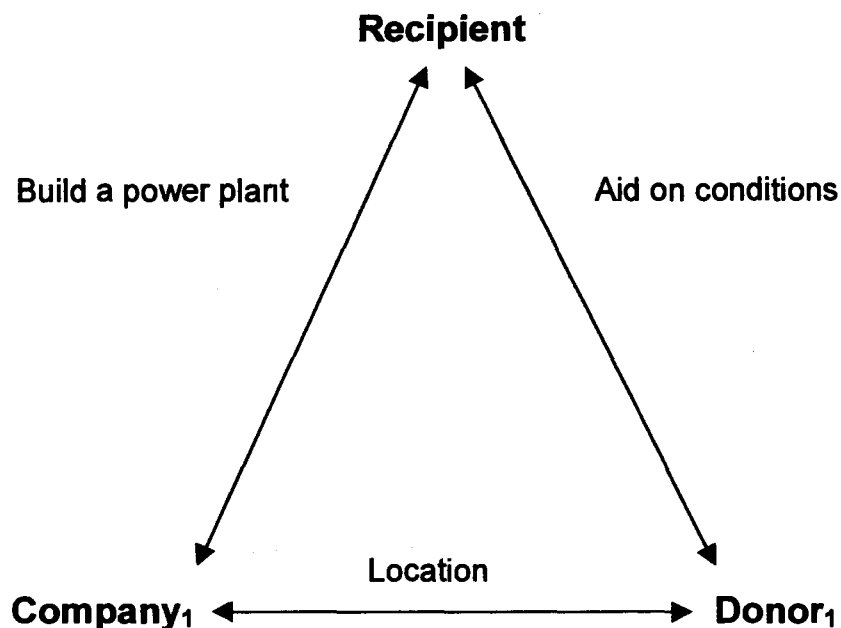 Recipient
Build a power plant
Aid on conditions
Location
Company₁
Donor₁